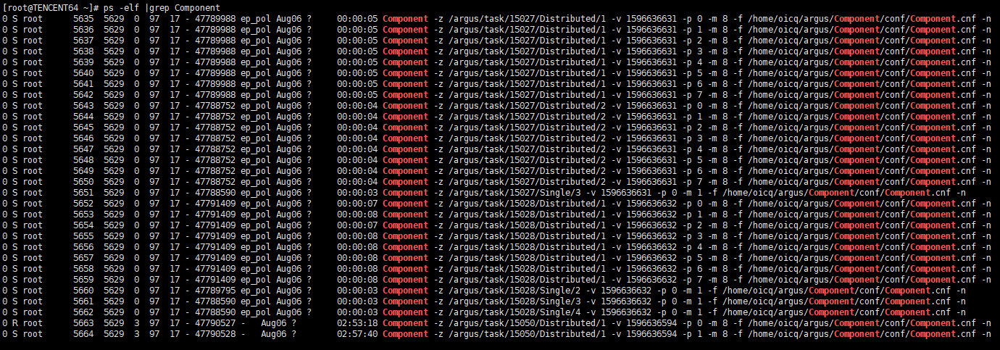 [root@TENCENT64 ~]# ps -elf |grep Component
0 S root      5635  5629  0  97  17 - 47789988 ep_pol Aug06 ?     00:00:05 Component -z /argus/task/15027/Distributed/1 -v 1596636631 -p 0 -m 8 -f /home/oicq/argus/Component/conf/Component.cnf -n
0 S root      5636  5629  0  97  17 - 47789988 ep_pol Aug06 ?     00:00:05 Component -z /argus/task/15027/Distributed/1 -v 1596636631 -p 1 -m 8 -f /home/oicq/argus/Component/conf/Component.cnf -n
0 S root      5637  5629  0  97  17 - 47789988 ep_pol Aug06 ?     00:00:05 Component -z /argus/task/15027/Distributed/1 -v 1596636631 -p 2 -m 8 -f /home/oicq/argus/Component/conf/Component.cnf -n
0 S root      5638  5629  0  97  17 - 47789988 ep_pol Aug06 ?     00:00:05 Component -z /argus/task/15027/Distributed/1 -v 1596636631 -p 3 -m 8 -f /home/oicq/argus/Component/conf/Component.cnf -n
0 S root      5639  5629  0  97  17 - 47789988 ep_pol Aug06 ?     00:00:05 Component -z /argus/task/15027/Distributed/1 -v 1596636631 -p 4 -m 8 -f /home/oicq/argus/Component/conf/Component.cnf -n
0 S root      5640  5629  0  97  17 - 47789988 ep_pol Aug06 ?     00:00:05 Component -z /argus/task/15027/Distributed/1 -v 1596636631 -p 5 -m 8 -f /home/oicq/argus/Component/conf/Component.cnf -n
0 S root      5641  5629  0  97  17 - 47789988 ep_pol Aug06 ?     00:00:05 Component -z /argus/task/15027/Distributed/1 -v 1596636631 -p 6 -m 8 -f /home/oicq/argus/Component/conf/Component.cnf -n
0 S root      5642  5629  0  97  17 - 47789988 ep_pol Aug06 ?     00:00:05 Component -z /argus/task/15027/Distributed/1 -v 1596636631 -p 7 -m 8 -f /home/oicq/argus/Component/conf/Component.cnf -n
0 S root      5643  5629  0  97  17 - 47788752 ep_pol Aug06 ?     00:00:04 Component -z /argus/task/15027/Distributed/2 -v 1596636631 -p 0 -m 8 -f /home/oicq/argus/Component/conf/Component.cnf -n
0 S root      5644  5629  0  97  17 - 47788752 ep_pol Aug06 ?     00:00:04 Component -z /argus/task/15027/Distributed/2 -v 1596636631 -p 1 -m 8 -f /home/oicq/argus/Component/conf/Component.cnf -n
0 S root      5645  5629  0  97  17 - 47788752 ep_pol Aug06 ?     00:00:04 Component -z /argus/task/15027/Distributed/2 -v 1596636631 -p 2 -m 8 -f /home/oicq/argus/Component/conf/Component.cnf -n
0 S root      5646  5629  0  97  17 - 47788752 ep_pol Aug06 ?     00:00:04 Component -z /argus/task/15027/Distributed/2 -v 1596636631 -p 3 -m 8 -f /home/oicq/argus/Component/conf/Component.cnf -n
0 S root      5647  5629  0  97  17 - 47788752 ep_pol Aug06 ?     00:00:04 Component -z /argus/task/15027/Distributed/2 -v 1596636631 -p 4 -m 8 -f /home/oicq/argus/Component/conf/Component.cnf -n
0 S root      5648  5629  0  97  17 - 47788752 ep_pol Aug06 ?     00:00:04 Component -z /argus/task/15027/Distributed/2 -v 1596636631 -p 5 -m 8 -f /home/oicq/argus/Component/conf/Component.cnf -n
0 S root      5649  5629  0  97  17 - 47788752 ep_pol Aug06 ?     00:00:04 Component -z /argus/task/15027/Distributed/2 -v 1596636631 -p 6 -m 8 -f /home/oicq/argus/Component/conf/Component.cnf -n
0 S root      5650  5629  0  97  17 - 47788752 ep_pol Aug06 ?     00:00:04 Component -z /argus/task/15027/Distributed/2 -v 1596636631 -p 7 -m 8 -f /home/oicq/argus/Component/conf/Component.cnf -n
0 S root      5651  5629  0  97  17 - 47788590 ep_pol Aug06 ?     00:00:03 Component -z /argus/task/15027/Single/3 -v 1596636631 -p 0 -m 1 -f /home/oicq/argus/Component/conf/Component.cnf -n
0 S root      5652  5629  0  97  17 - 47791409 ep_pol Aug06 ?     00:00:07 Component -z /argus/task/15028/Distributed/1 -v 1596636632 -p 0 -m 8 -f /home/oicq/argus/Component/conf/Component.cnf -n
0 S root      5653  5629  0  97  17 - 47791409 ep_pol Aug06 ?     00:00:08 Component -z /argus/task/15028/Distributed/1 -v 1596636632 -p 1 -m 8 -f /home/oicq/argus/Component/conf/Component.cnf -n
0 S root      5654  5629  0  97  17 - 47791409 ep_pol Aug06 ?     00:00:07 Component -z /argus/task/15028/Distributed/1 -v 1596636632 -p 2 -m 8 -f /home/oicq/argus/Component/conf/Component.cnf -n
0 S root      5655  5629  0  97  17 - 47791409 ep_pol Aug06 ?     00:00:08 Component -z /argus/task/15028/Distributed/1 -v 1596636632 -p 3 -m 8 -f /home/oicq/argus/Component/conf/Component.cnf -n
0 S root      5656  5629  0  97  17 - 47791409 ep_pol Aug06 ?     00:00:08 Component -z /argus/task/15028/Distributed/1 -v 1596636632 -p 4 -m 8 -f /home/oicq/argus/Component/conf/Component.cnf -n
0 S root      5657  5629  0  97  17 - 47791409 ep_pol Aug06 ?     00:00:08 Component -z /argus/task/15028/Distributed/1 -v 1596636632 -p 5 -m 8 -f /home/oicq/argus/Component/conf/Component.cnf -n
0 S root      5658  5629  0  97  17 - 47791409 ep_pol Aug06 ?     00:00:08 Component -z /argus/task/15028/Distributed/1 -v 1596636632 -p 6 -m 8 -f /home/oicq/argus/Component/conf/Component.cnf -n
0 S root      5659  5629  0  97  17 - 47791409 ep_pol Aug06 ?     00:00:08 Component -z /argus/task/15028/Distributed/1 -v 1596636632 -p 7 -m 8 -f /home/oicq/argus/Component/conf/Component.cnf -n
0 S root      5660  5629  0  97  17 - 47789795 ep_pol Aug06 ?     00:00:03 Component -z /argus/task/15028/Single/2 -v 1596636632 -p 0 -m 1 -f /home/oicq/argus/Component/conf/Component.cnf -n
0 S root      5661  5629  0  97  17 - 47788590 ep_pol Aug06 ?     00:00:03 Component -z /argus/task/15028/Single/3 -v 1596636632 -p 0 -m 1 -f /home/oicq/argus/Component/conf/Component.cnf -n
0 S root      5662  5629  0  97  17 - 47788590 ep_pol Aug06 ?     00:00:03 Component -z /argus/task/15028/Single/4 -v 1596636632 -p 0 -m 1 -f /home/oicq/argus/Component/conf/Component.cnf -n
0 R root      5663  5629  3  97  17 - 47790527 -   Aug06 ?        02:53:18 Component -z /argus/task/15050/Distributed/1 -v 1596636594 -p 0 -m 8 -f /home/oicq/argus/Component/conf/Component.cnf -n
0 S root      5664  5629  3  97  17 - 47790528 -   Aug06 ?        02:57:40 Component -z /argus/task/15050/Distributed/1 -v 1596636594 -p 1 -m 8 -f /home/oicq/argus/Component/conf/Component.cnf -n